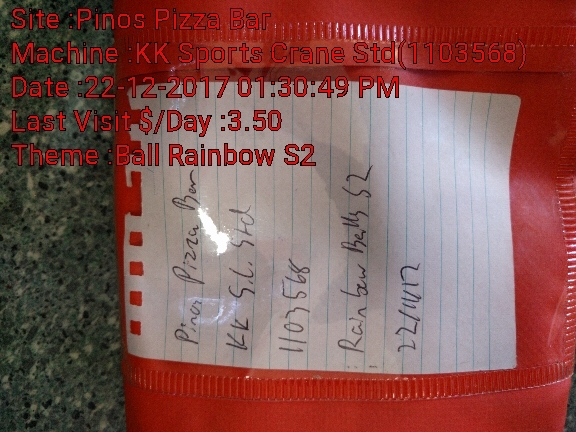 Site :Pinos Pizza Bar
Machine :KK Sports Crane Std(1103568)
Date :22-12-2017 01:30:49 PM
Last Visit $/Day :3.50
Theme :Ball Rainbow S2
Pinos Pizza Bar
KK S.C. Std
1103568
Rainbow Balls S2
22/11/17